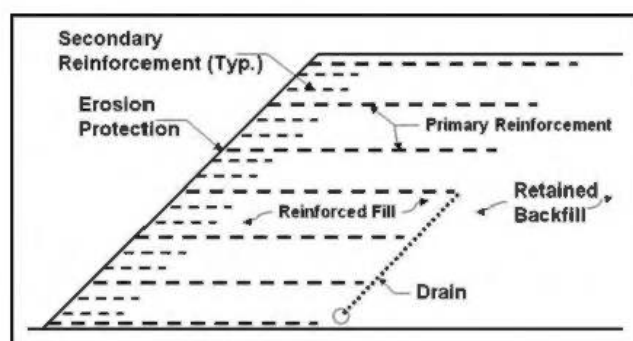 Secondary
Reinforcement (Typ.)
Erosion
Protection
Primary Reinforcement
Reinforced Fill
Retained
Backfill
Drain